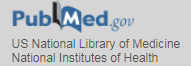 PubMed.gov
US National Library of Medicine
National Institutes of Health